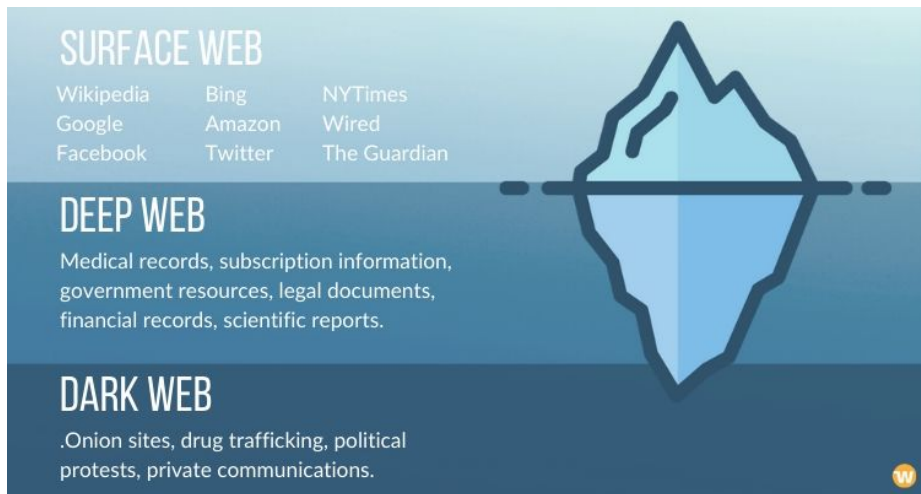 SURFACE WEB
Wikipedia Bing NYTimes
Google Amazon Wired
Facebook Twitter The Guardian
DEEP WEB
Medical records, subscription information,
government resources, legal documents,
financial records, scientific reports.
DARK WEB
.Onion sites, drug trafficking, political
protests, private communications.
W